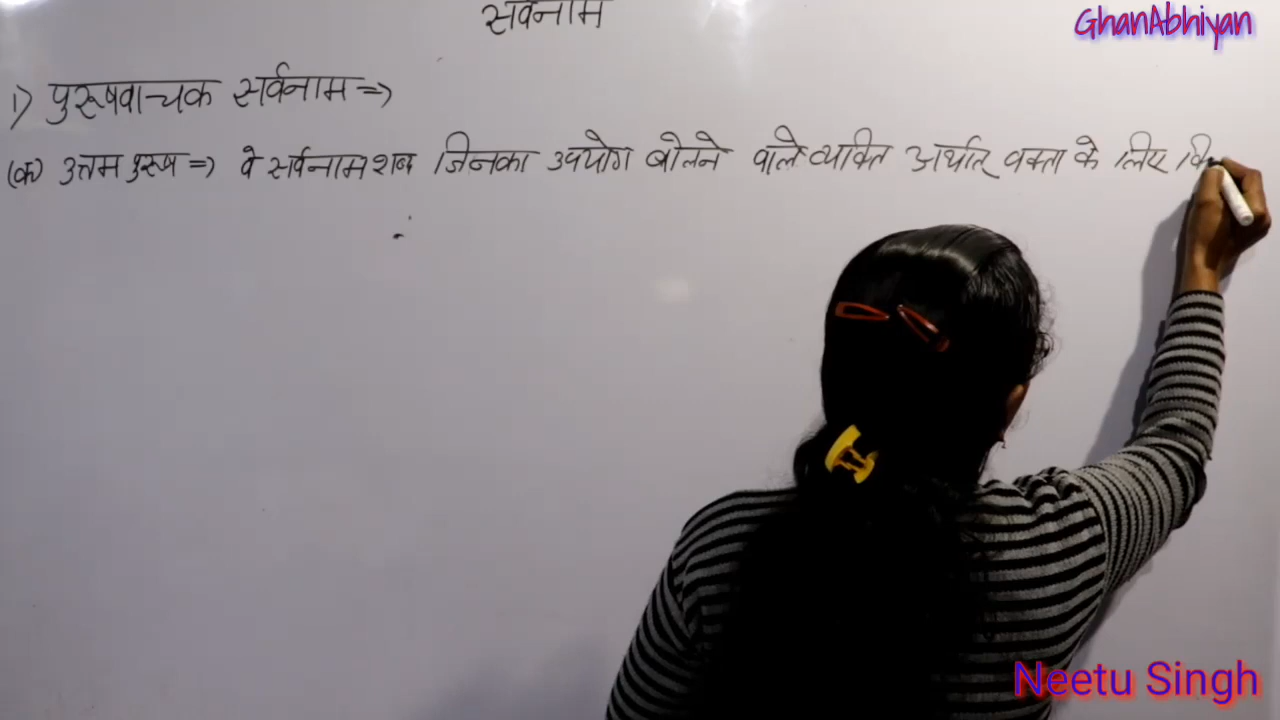 सर्वनाम
GhanAbhiyan
1) पुरूषवाचक सर्वनाम =>
(क) उत्तम पुरूष => वे सर्वनाम शब्द जिनका उपयोग बोलने वाले व्यक्ति अर्थात् वक्ता के लिए कि
Neetu Singh